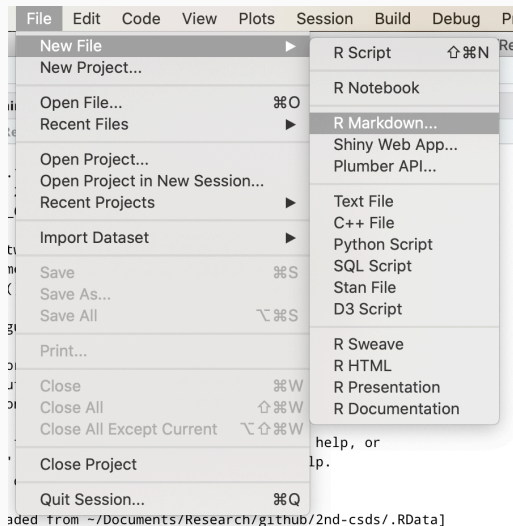 File Edit Code View Plots Session Build Debug
New File ▶
New Project...
Open File... ⌘O
Recent Files ▶
Open Project...
Open Project in New Session...
Recent Projects ▶
Import Dataset ▶
Save ⌘S
Save As...
Save All ⌥⌘S
Print...
Close ⌘W
Close All ⇧⌘W
Close All Except Current ⌥⇧⌘W
Close Project
Quit Session... ⌘Q
R Script ⇧⌘N
R Notebook
R Markdown...
Shiny Web App...
Plumber API...
Text File
C++ File
Python Script
SQL Script
Stan File
D3 Script
R Sweave
R HTML
R Presentation
R Documentation
help, or
lp.
aded from ~/Documents/Research/github/2nd-csds/.RData]